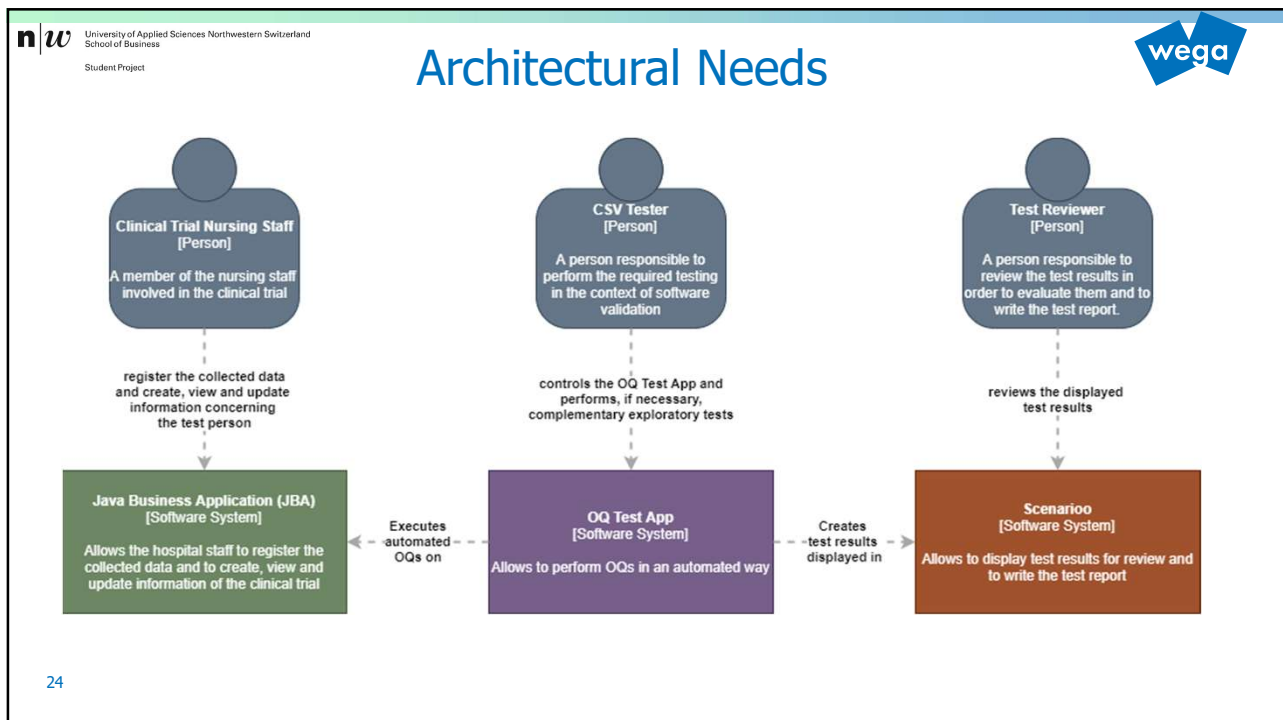 n|w
University of Applied Sciences Northwestern Switzerland
School of Business
Student Project
Architectural Needs
wega
Clinical Trial Nursing Staff
[Person]
A member of the nursing staff
involved in the clinical trial
CSV Tester
[Person]
A person responsible to
perform the required testing
in the context of software
validation
Test Reviewer
[Person]
A person responsible to
review the test results in
order to evaluate them and to
write the test report.
register the collected data
and create, view and update
information concerning
the test person
controls the OQ Test App and
performs, if necessary,
complementary exploratory tests
reviews the displayed
test results
Java Business Application (JBA)
[Software System]
Allows the hospital staff to register the
collected data and to create, view and
update information of the clinical trial
Executes
automated
OQs on
OQ Test App
[Software System]
Allows to perform OQs in an automated way
Creates
test results
displayed in
Scenarioo
[Software System]
Allows to display test results for review and
to write the test report
24